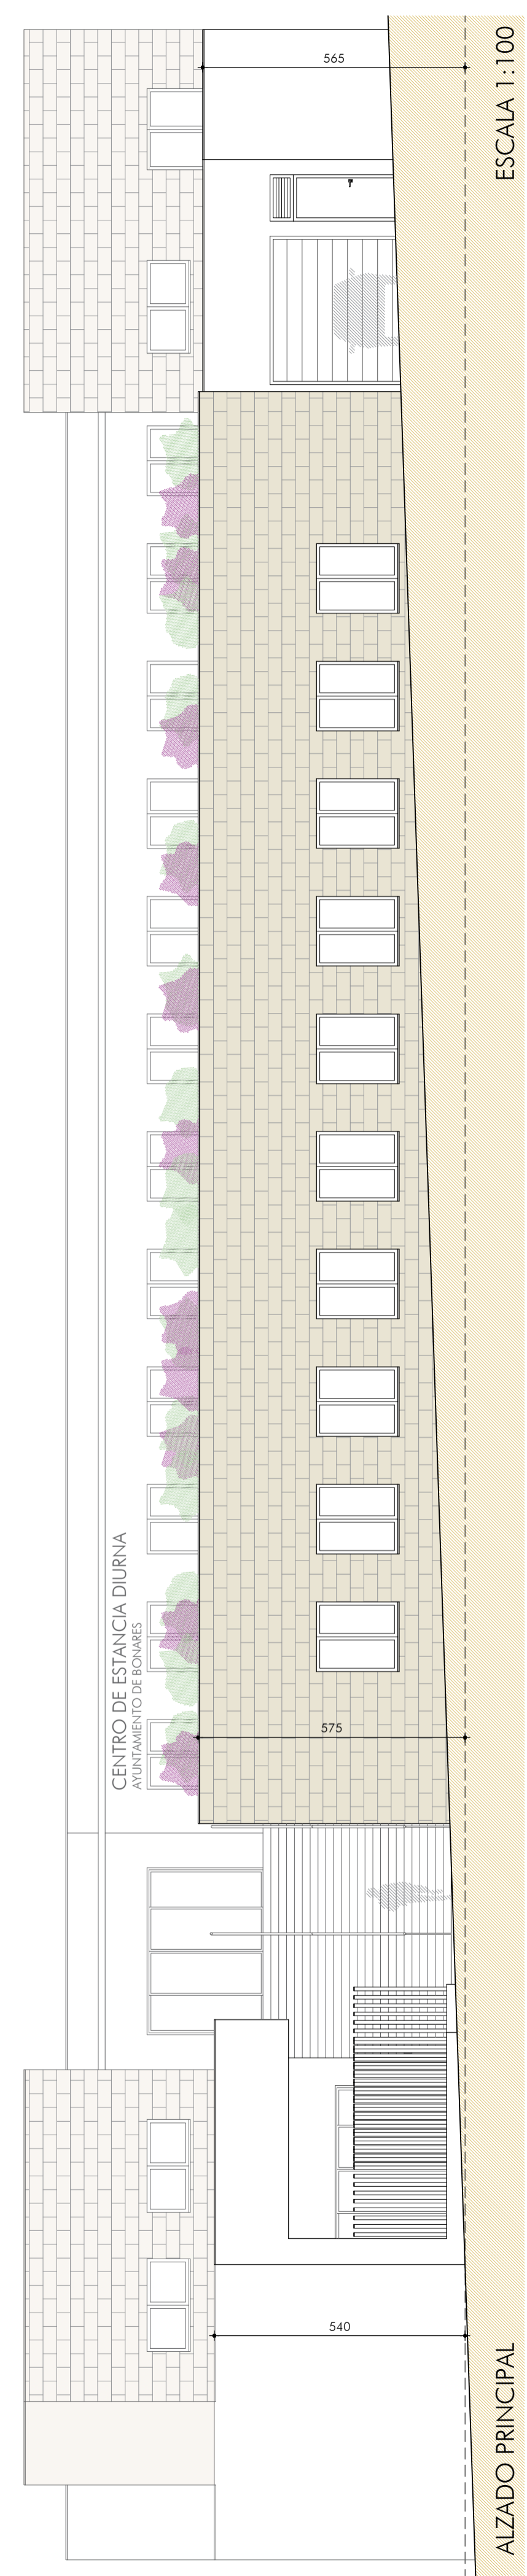 CENTRO DE ESTANCIA DIURNA
AYUNTAMIENTO DE BONARES
540
575
565
ALZADO PRINCIPAL
ESCALA 1:100